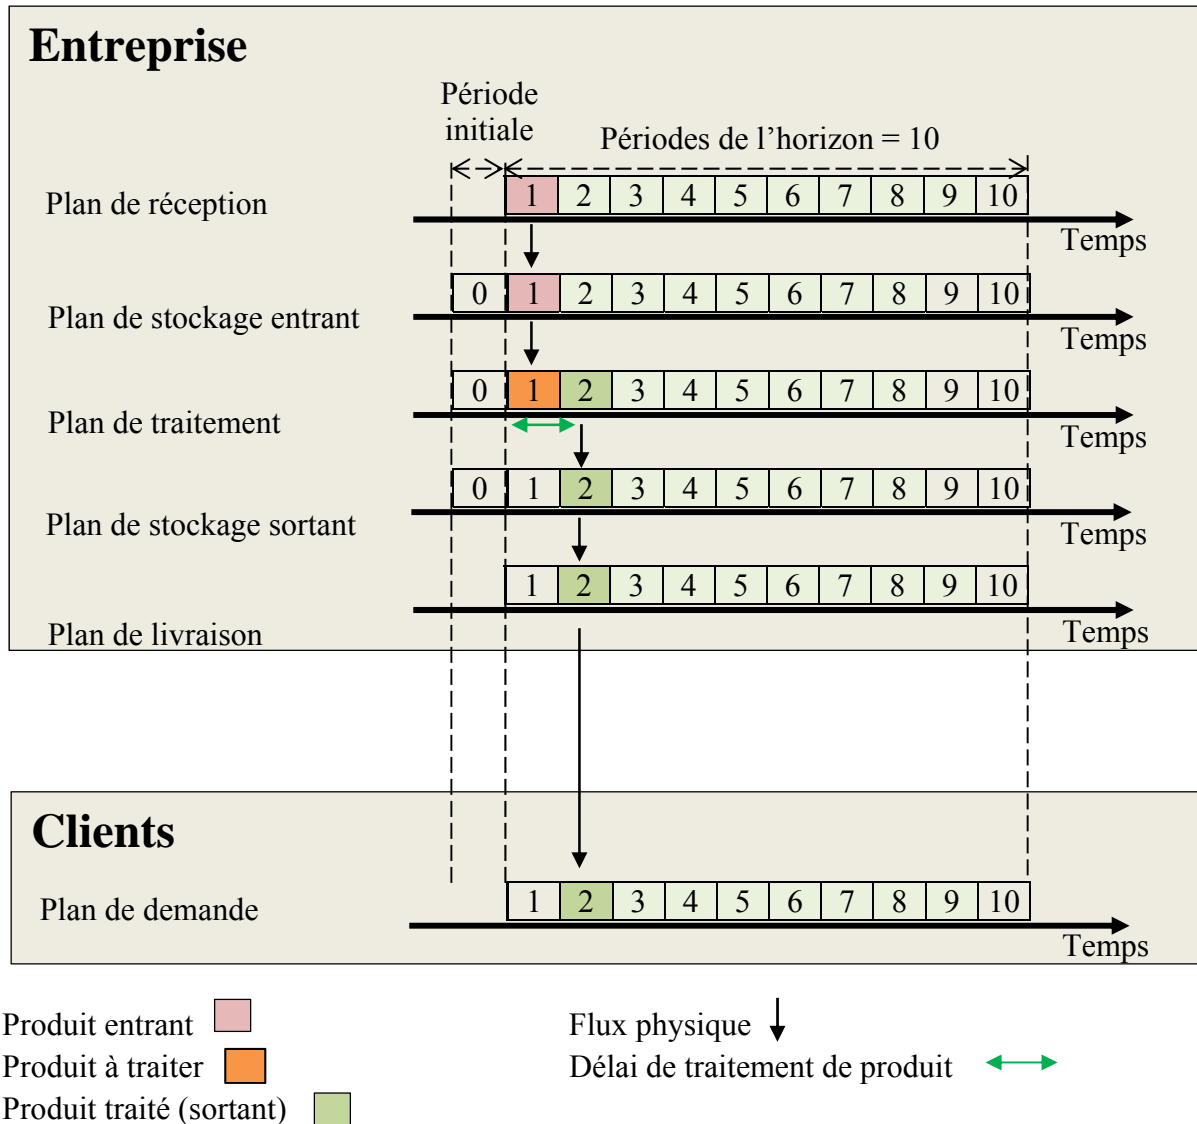 Entreprise
Période
initiale
Périodes de l’horizon = 10
Plan de réception
1 2 3 4 5 6 7 8 9 10
Temps
Plan de stockage entrant
0 1 2 3 4 5 6 7 8 9 10
Temps
Plan de traitement
0 1 2 3 4 5 6 7 8 9 10
Temps
Plan de stockage sortant
0 1 2 3 4 5 6 7 8 9 10
Temps
Plan de livraison
1 2 3 4 5 6 7 8 9 10
Temps
Clients
Plan de demande
1 2 3 4 5 6 7 8 9 10
Temps
Produit entrant
Produit à traiter
Produit traité (sortant)
Flux physique
Délai de traitement de produit